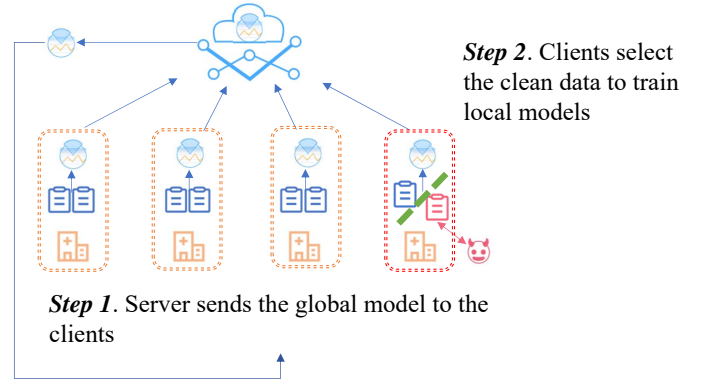 Step 2. Clients select
the clean data to train
local models
Step 1. Server sends the global model to the
clients